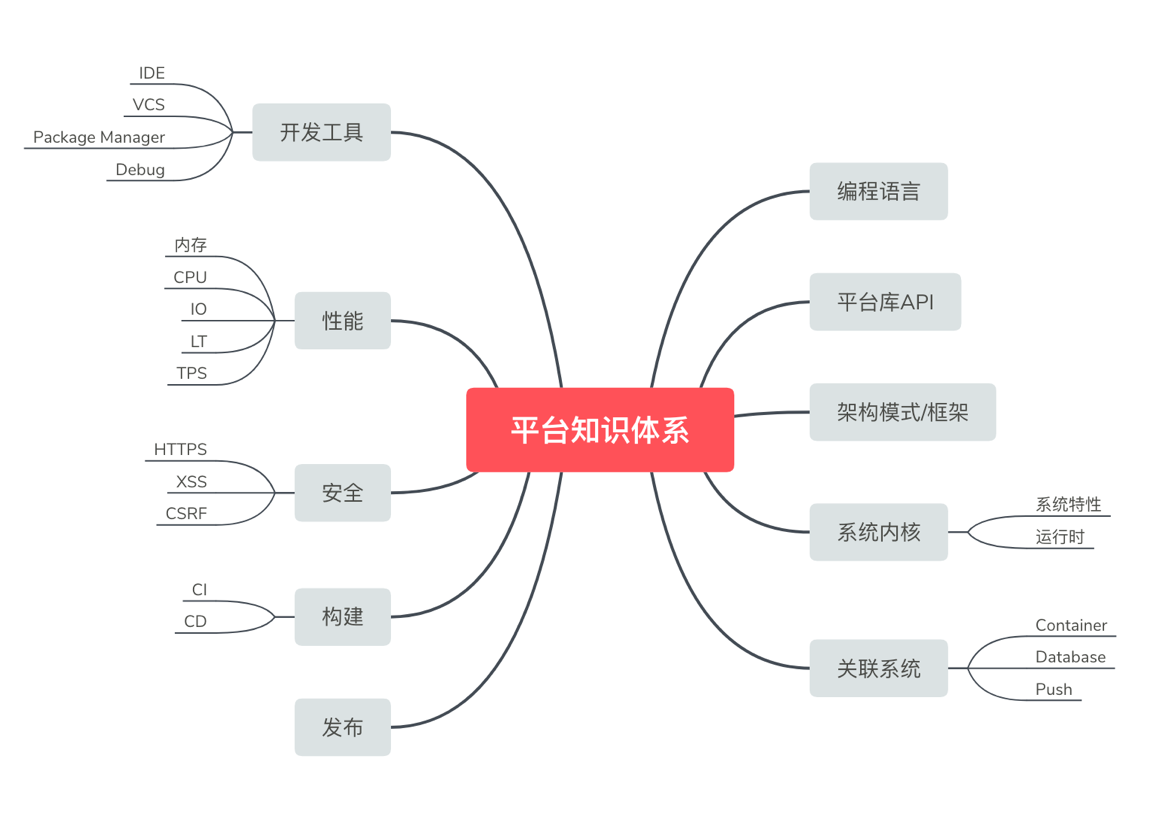 平台知识体系
开发工具
IDE
VCS
Package Manager
Debug
性能
内存
CPU
IO
LT
TPS
安全
HTTPS
XSS
CSRF
构建
CI
CD
发布
编程语言
平台库API
架构模式/框架
系统内核
系统特性
运行时
关联系统
Container
Database
Push